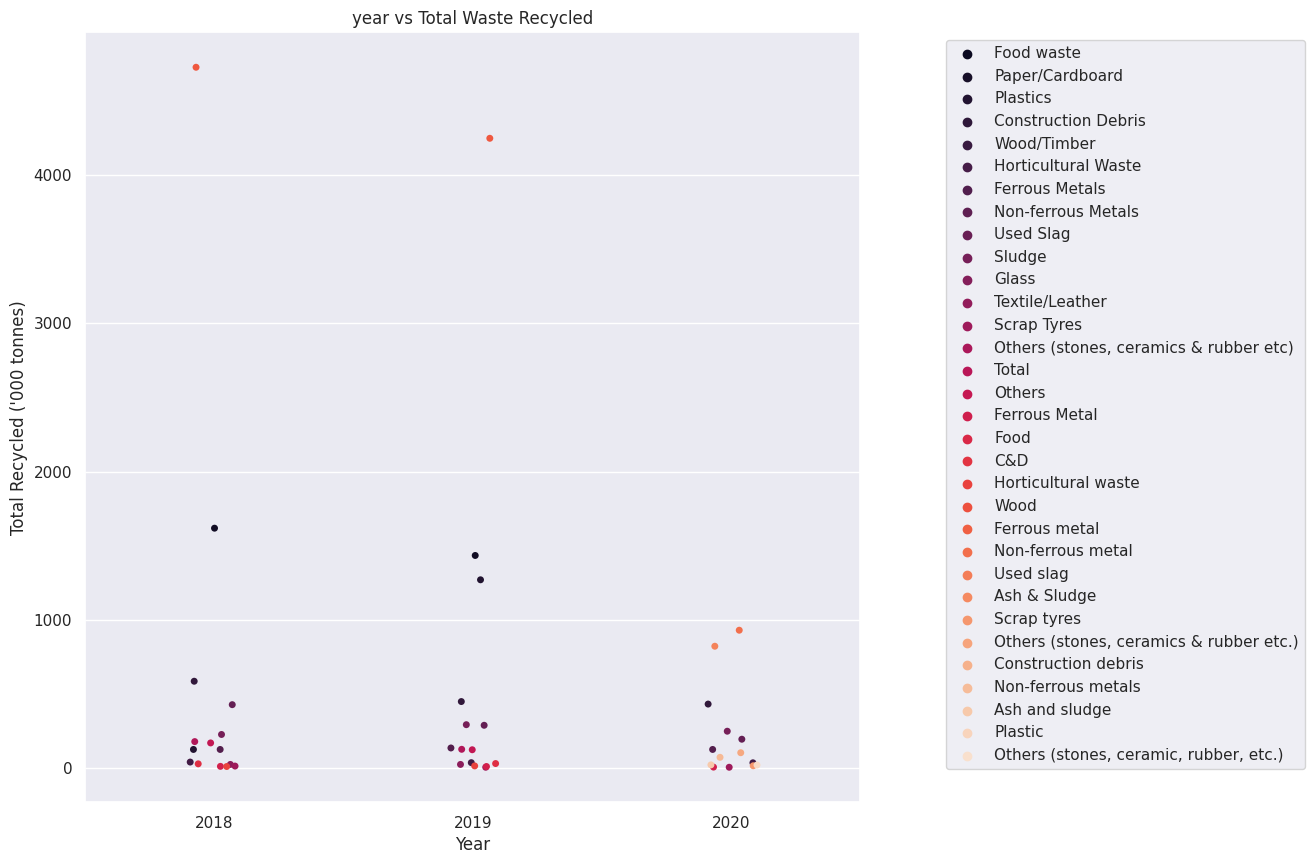 year vs Total Waste Recycled
Total Recycled ('000 tonnes)
4000
3000
2000
1000
0
2018
2019
2020
Year
Food waste
Paper/Cardboard
Plastics
Construction Debris
Wood/Timber
Horticultural Waste
Ferrous Metals
Non-ferrous Metals
Used Slag
Sludge
Glass
Textile/Leather
Scrap Tyres
Others (stones, ceramics & rubber etc)
Total
Others
Ferrous Metal
Food
C&D
Horticultural waste
Wood
Ferrous metal
Non-ferrous metal
Used slag
Ash & Sludge
Scrap tyres
Others (stones, ceramics & rubber etc.)
Construction debris
Non-ferrous metals
Ash and sludge
Plastic
Others (stones, ceramic, rubber, etc.)